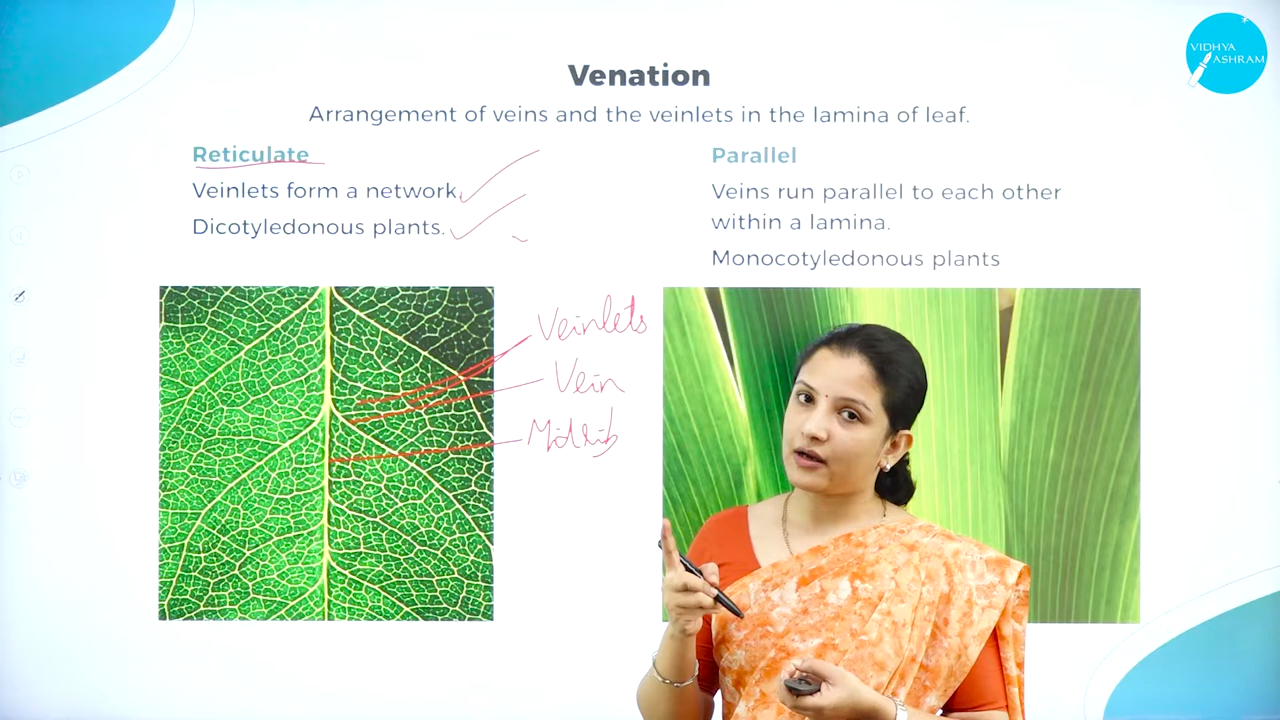 VIDHYA
ASHRAM
Venation
Arrangement of veins and the veinlets in the lamina of leaf.
Reticulate
Veinlets form a network
Dicotyledonous plants.
Parallel
Veins run parallel to each other
within a lamina.
Monocotyledonous plants
Veinlets
Vein
Midrib